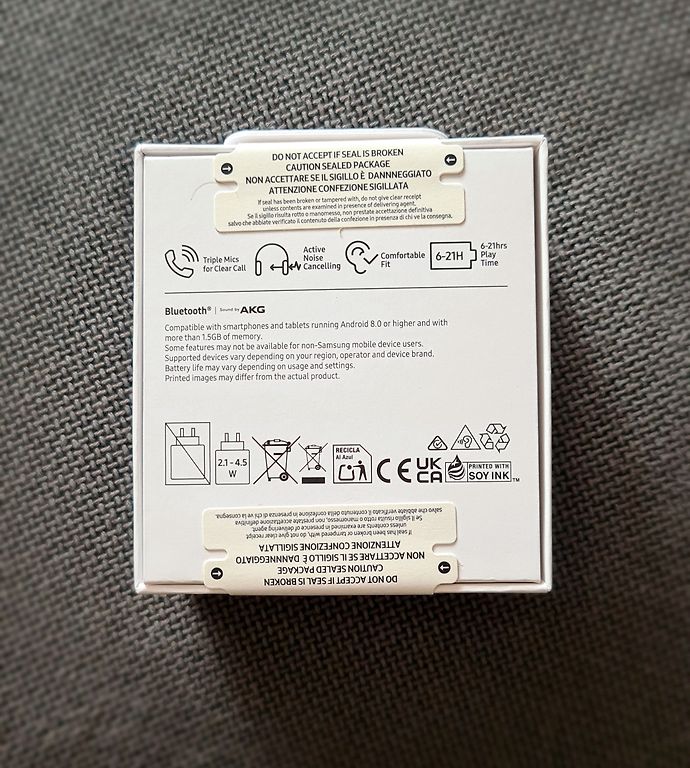 DO NOT ACCEPT IF SEAL IS BROKEN
CAUTION SEALED PACKAGE
NON ACCETTARE SE IL SIGILLO È DANNNEGGIATO
ATTENZIONE CONFEZIONE SIGILLATA
If seal has been broken or tampered with, do not give clear receipt
unless contents are examined in presence of delivering agent.
Se il sigillo risulta rotto o manomesso, non prestate accettazione definitiva
salvo che abbiate verificato il contenuto della confezione in presenza di chi ve la consegna.
Triple Mics
for Clear Call
Active
Noise
Cancelling
Comfortable
Fit
6-21H
6-21hrs
Play
Time
Bluetooth® | Sound by AKG
Compatible with smartphones and tablets running Android 8.0 or higher and with
more than 1.5GB of memory.
Some features may not be available for non-Samsung mobile device users.
Supported devices vary depending on your region, operator and device brand.
Battery life may vary depending on usage and settings.
Printed images may differ from the actual product.
2.1 - 4.5
W
RECICLA
Al Azul
CE
UK
CA
PRINTED WITH
SOY INK™
DO NOT ACCEPT IF SEAL IS BROKEN
CAUTION SEALED PACKAGE
NON ACCETTARE SE IL SIGILLO È DANNNEGGIATO
ATTENZIONE CONFEZIONE SIGILLATA
If seal has been broken or tampered with, do not give clear receipt
unless contents are examined in presence of delivering agent.
Se il sigillo risulta rotto o manomesso, non prestate accettazione definitiva
salvo che abbiate verificato il contenuto della confezione in presenza di chi ve la consegna.